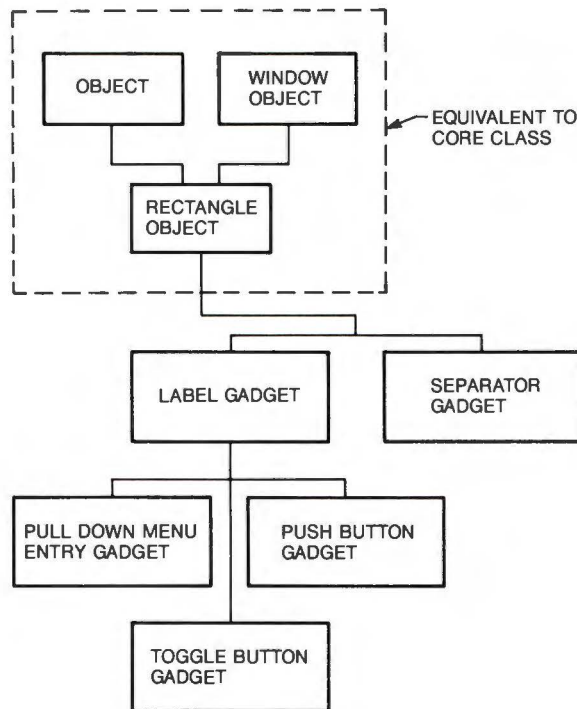 OBJECT
WINDOW
OBJECT
EQUIVALENT TO
CORE CLASS
RECTANGLE
OBJECT
LABEL GADGET
SEPARATOR
GADGET
PULL DOWN MENU
ENTRY GADGET
PUSH BUTTON
GADGET
TOGGLE BUTTON
GADGET